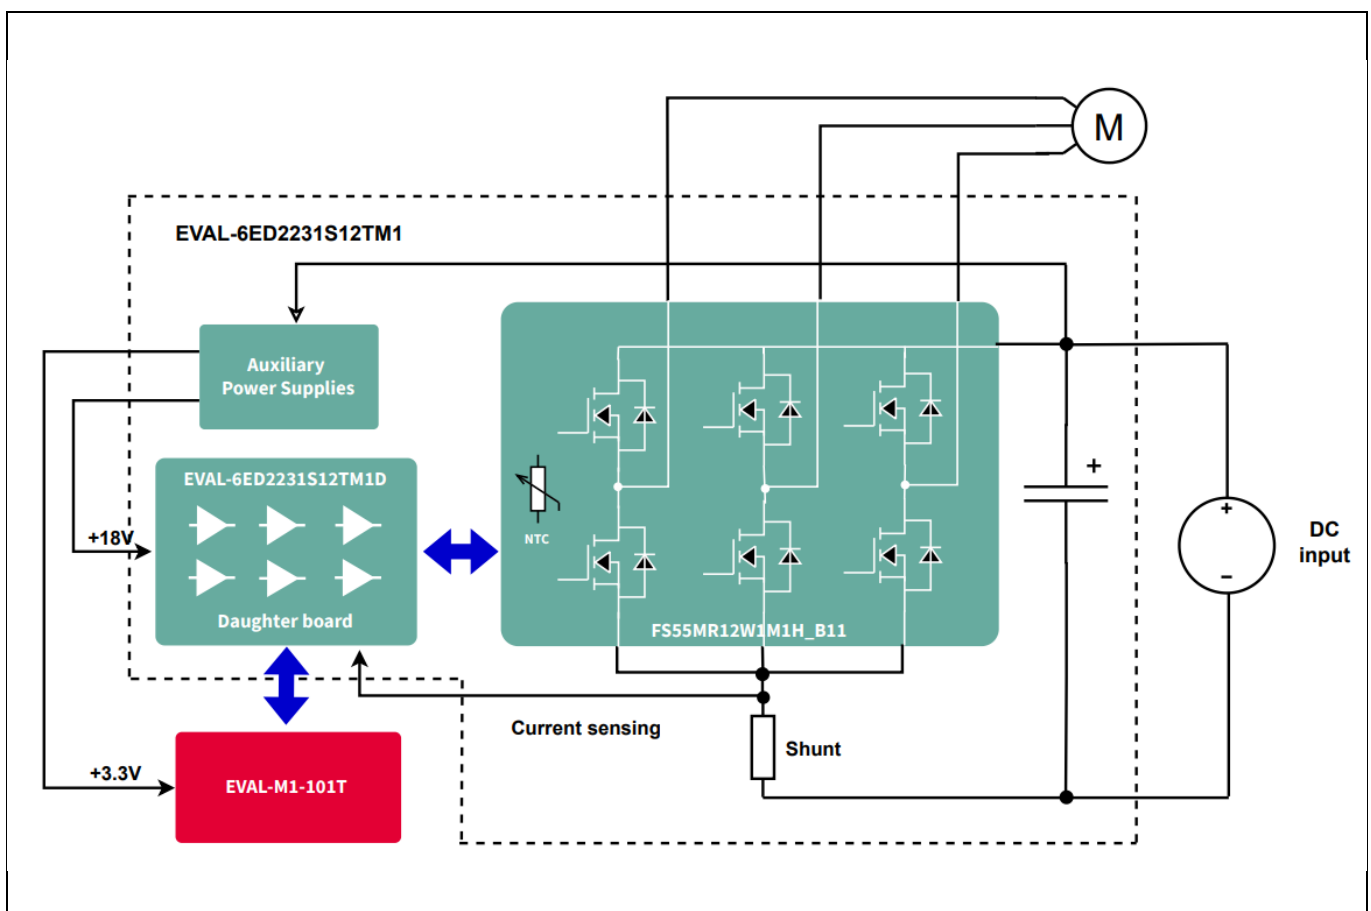 M
EVAL-6ED2231S12TM1
Auxiliary
Power Supplies
+
EVAL-6ED2231S12TM1D
+18V
NTC
+
−
DC
input
Daughter board
FS55MR12W1M1H_B11
Current sensing
Shunt
+3.3V
EVAL-M1-101T